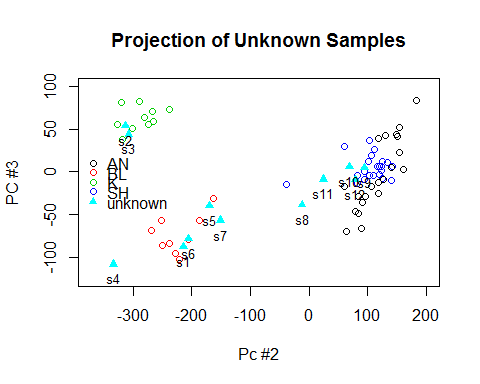 Projection of Unknown Samples
PC #3
100
50
0
-50
-100
s2
s3
AN
BL
K
SH
unknown
s10
s11
s12
s5
s8
s7
s6
s1
s4
-300
-200
-100
0
100
200
Pc #2